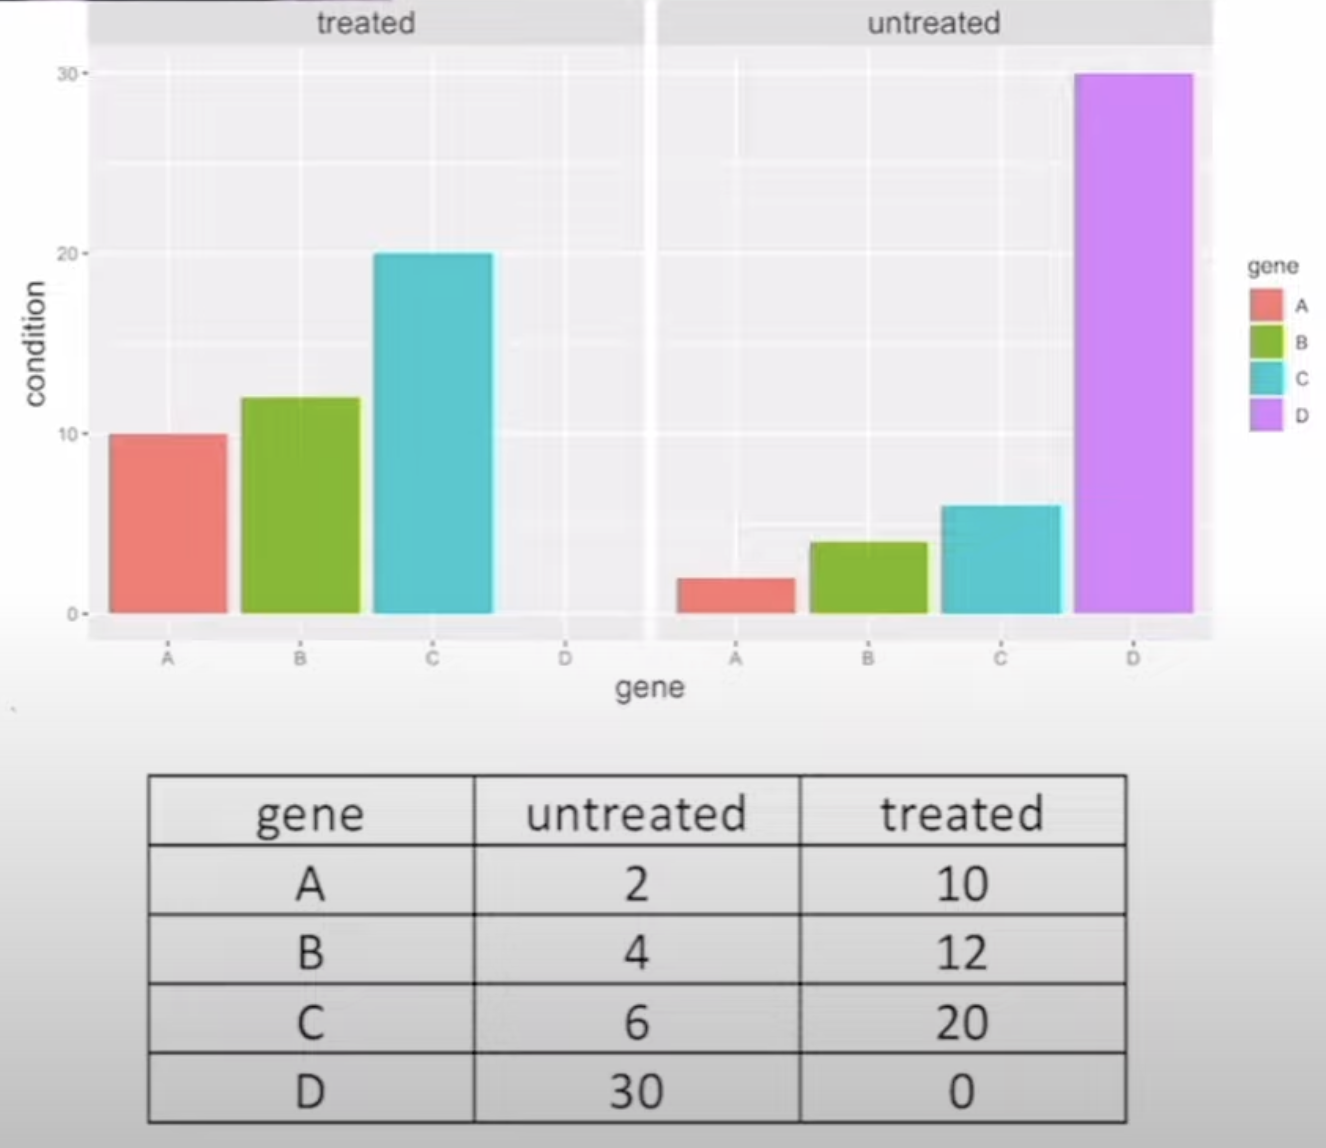 treated untreated
30
20
10
0
condition
A B C D A B C D
gene
gene
A
B
C
D
gene untreated treated
A 2 10
B 4 12
C 6 20
D 30 0